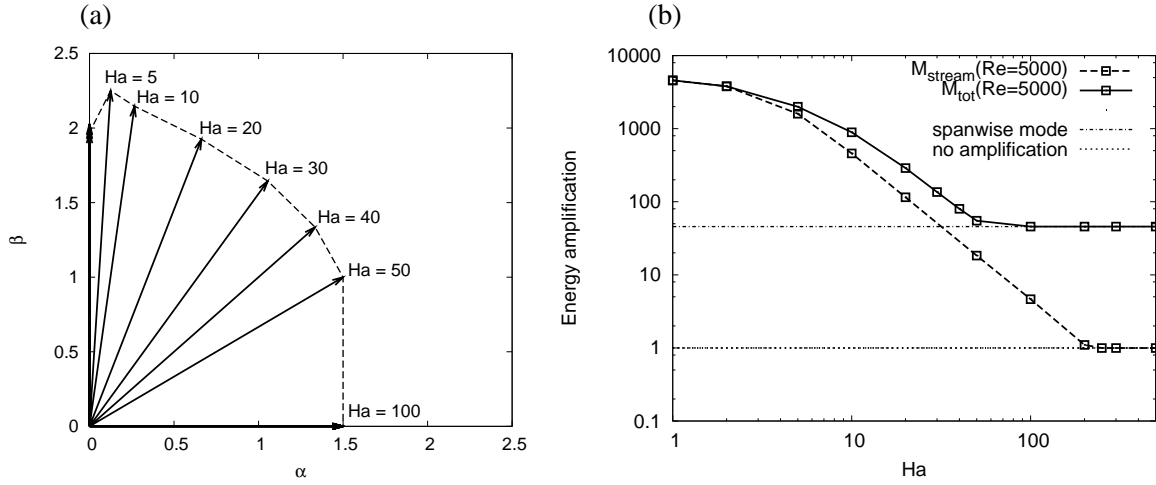 (a)
2.5
2
1.5
1
0.5
0
β
0
0.5
1
1.5
2
2.5
α
Ha = 5
Ha = 10
Ha = 20
Ha = 30
Ha = 40
Ha = 50
Ha = 100
(b)
10000
1000
100
10
1
0.1
Energy amplification
1
10
100
Ha
M_stream(Re=5000)
M_tot(Re=5000)
spanwise mode
no amplification